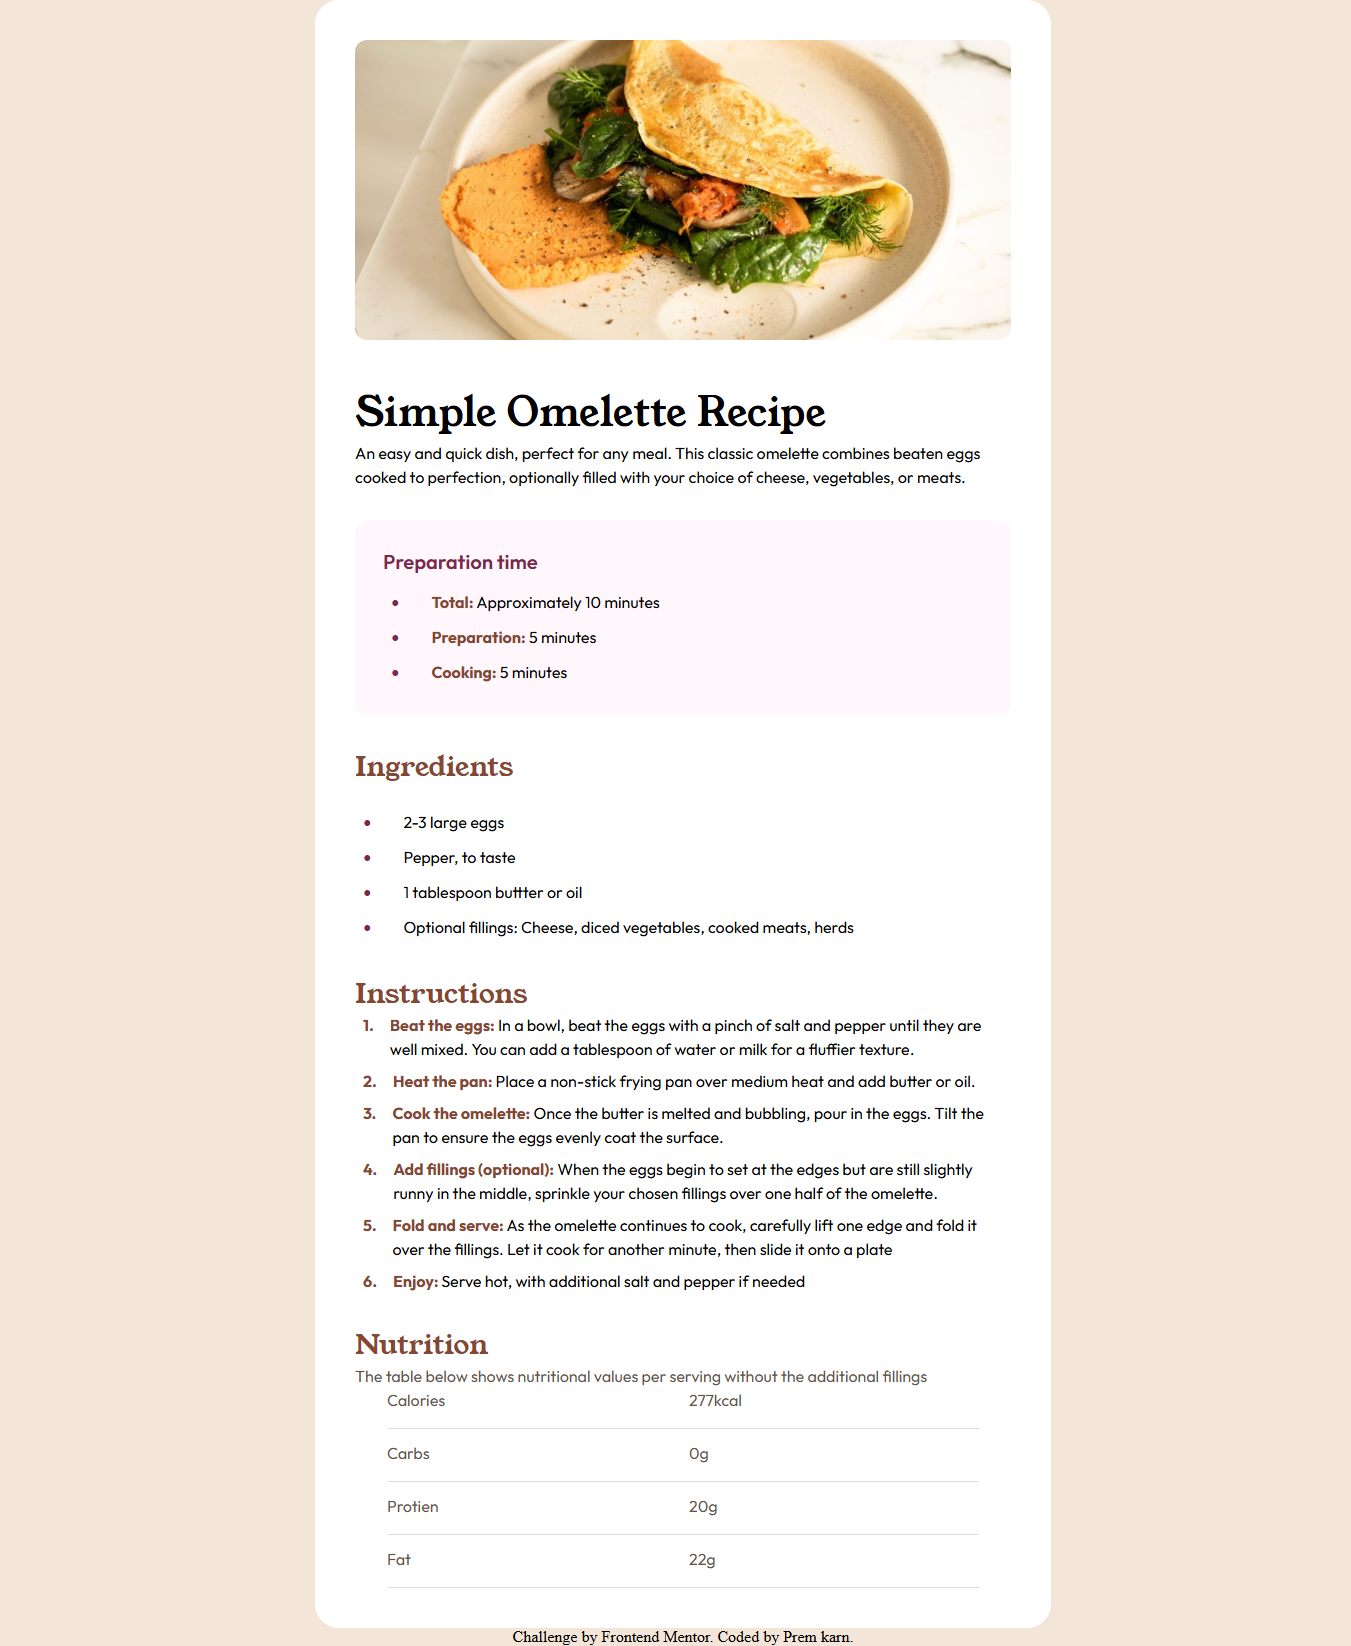 Simple Omelette Recipe
An easy and quick dish, perfect for any meal. This classic omelette combines beaten eggs
cooked to perfection, optionally filled with your choice of cheese, vegetables, or meats.
Preparation time
• Total: Approximately 10 minutes
• Preparation: 5 minutes
• Cooking: 5 minutes
Ingredients
• 2-3 large eggs
• Pepper, to taste
• 1 tablespoon buttter or oil
• Optional fillings: Cheese, diced vegetables, cooked meats, herds
Instructions
1. Beat the eggs: In a bowl, beat the eggs with a pinch of salt and pepper until they are
well mixed. You can add a tablespoon of water or milk for a fluffier texture.
2. Heat the pan: Place a non-stick frying pan over medium heat and add butter or oil.
3. Cook the omelette: Once the butter is melted and bubbling, pour in the eggs. Tilt the
pan to ensure the eggs evenly coat the surface.
4. Add fillings (optional): When the eggs begin to set at the edges but are still slightly
runny in the middle, sprinkle your chosen fillings over one half of the omelette.
5. Fold and serve: As the omelette continues to cook, carefully lift one edge and fold it
over the fillings. Let it cook for another minute, then slide it onto a plate
6. Enjoy: Serve hot, with additional salt and pepper if needed
Nutrition
The table below shows nutritional values per serving without the additional fillings
Calories 277kcal
Carbs 0g
Protien 20g
Fat 22g
Challenge by Frontend Mentor. Coded by Prem karn.